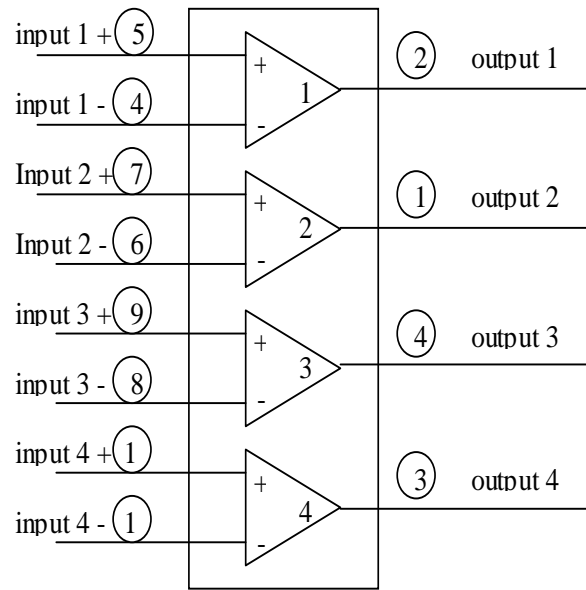 input 1 + 5
+
2 output 1
1
input 1 - 4
-
Input 2 + 7
+
1 output 2
2
Input 2 - 6
-
input 3 + 9
+
4 output 3
3
input 3 - 8
-
input 4 + 1
+
3 output 4
4
input 4 - 1
-